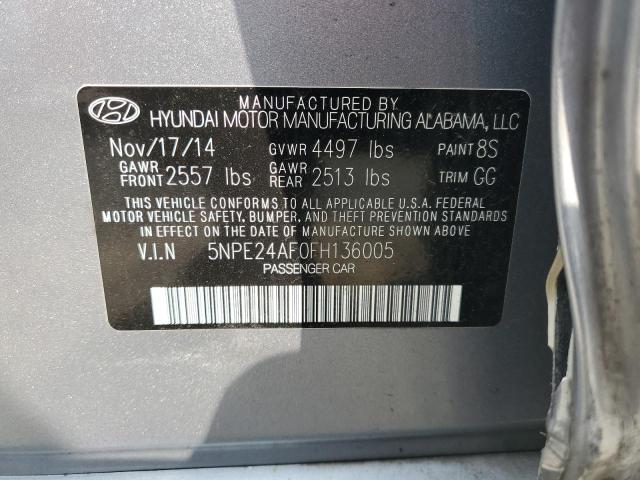 MANUFACTURED BY
HYUNDAI MOTOR MANUFACTURING ALABAMA, LLC
Nov/17/14 GVWR 4497 lbs PAINT 8S
GAWR FRONT 2557 lbs GAWR REAR 2513 lbs TRIM GG
THIS VEHICLE CONFORMS TO ALL APPLICABLE U.S.A. FEDERAL
MOTOR VEHICLE SAFETY, BUMPER, AND THEFT PREVENTION STANDARDS
IN EFFECT ON THE DATE OF MANUFACTURE SHOWN ABOVE
V.I.N 5NPE24AF0FH136005
PASSENGER CAR